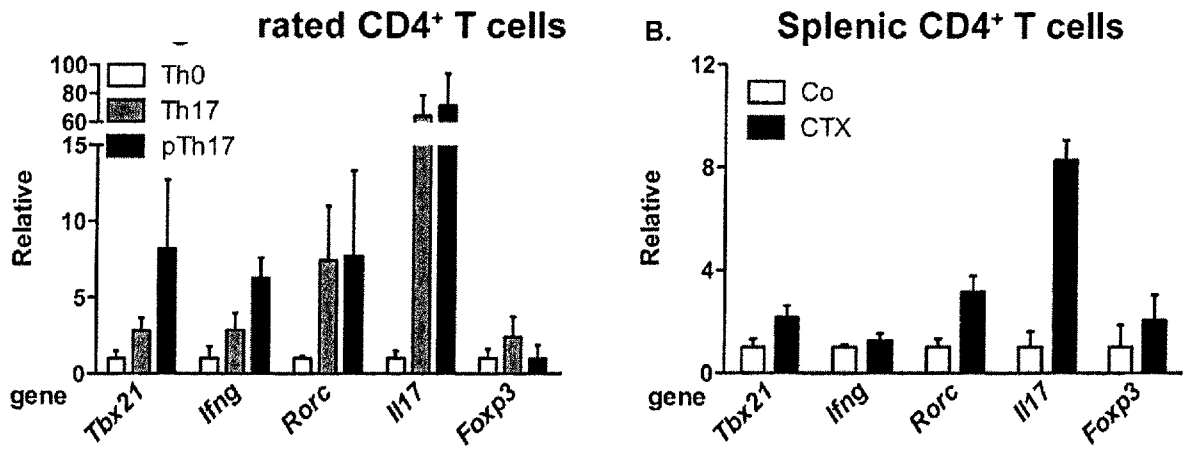 rated CD4⁺ T cells
100
80
60
15
10
5
0
Relative
Th0
Th17
pTh17
gene
Tbx21
Ifng
Rorc
Il17
Foxp3
B.
Splenic CD4⁺ T cells
12
8
4
0
Relative
Co
CTX
gene
Tbx21
Ifng
Rorc
Il17
Foxp3